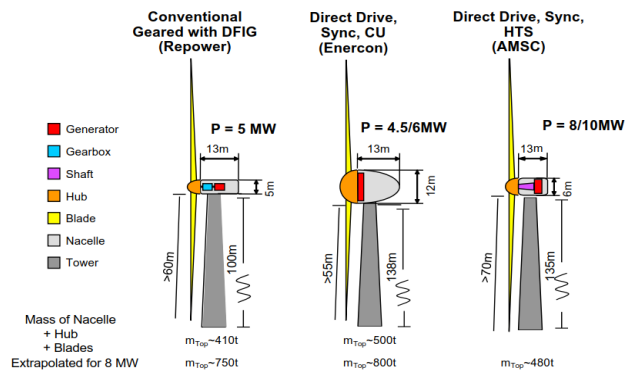 Conventional
Geared with DFIG
(Repower)
Direct Drive,
Sync, CU
(Enercon)
Direct Drive, Sync,
HTS
(AMSC)
Generator
Gearbox
Shaft
Hub
Blade
Nacelle
Tower
P = 5 MW
13m
5m
>60m
100m
P = 4.5/6MW
13m
12m
>55m
138m
P = 8/10MW
13m
6m
>70m
135m
Mass of Nacelle
+ Hub
+ Blades
Extrapolated for 8 MW
mTop~410t
mTop~750t
mTop~500t
mTop~800t
mTop~480t